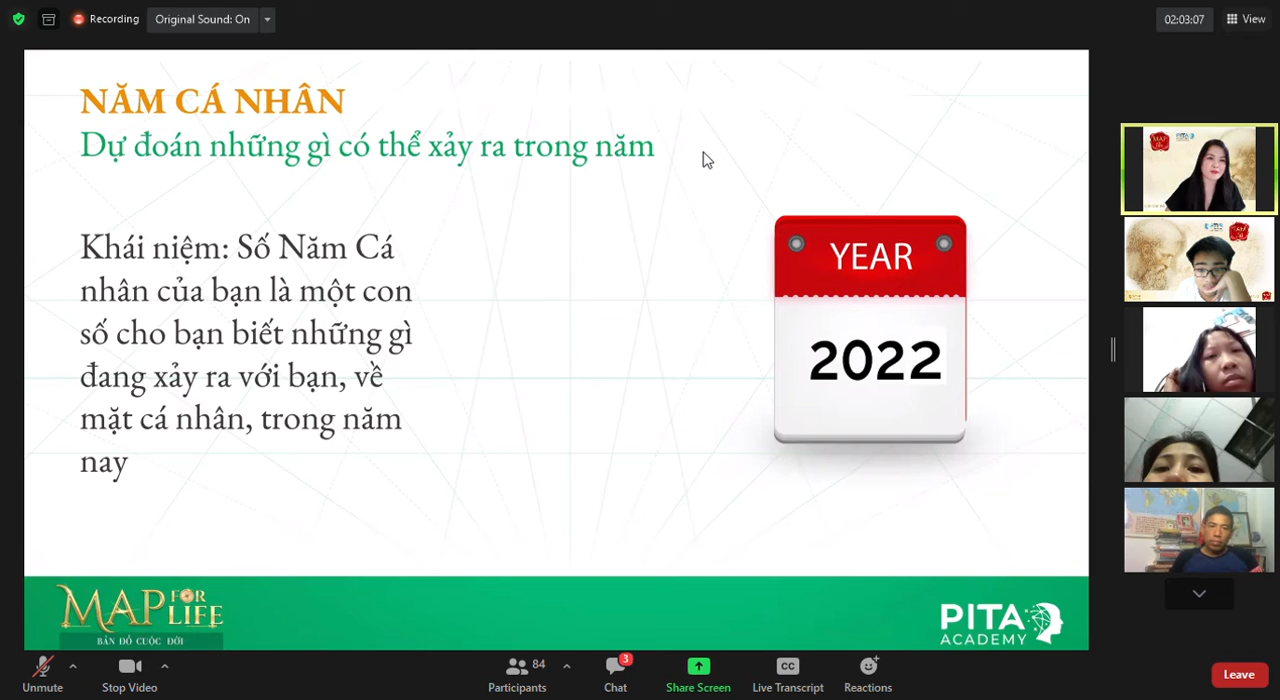 Recording
Original Sound: On
02:03:07
View
NĂM CÁ NHÂN
Dự đoán những gì có thể xảy ra trong năm
Khái niệm: Số Năm Cá
nhân của bạn là một con
số cho bạn biết những gì
đang xảy ra với bạn, về
mặt cá nhân, trong năm
nay
YEAR
2022
MAP FOR LIFE
BẢN ĐỒ CUỘC ĐỜI
PITA
ACADEMY
84
3
CC
Unmute
Stop Video
Participants
Chat
Share Screen
Live Transcript
Reactions
Leave